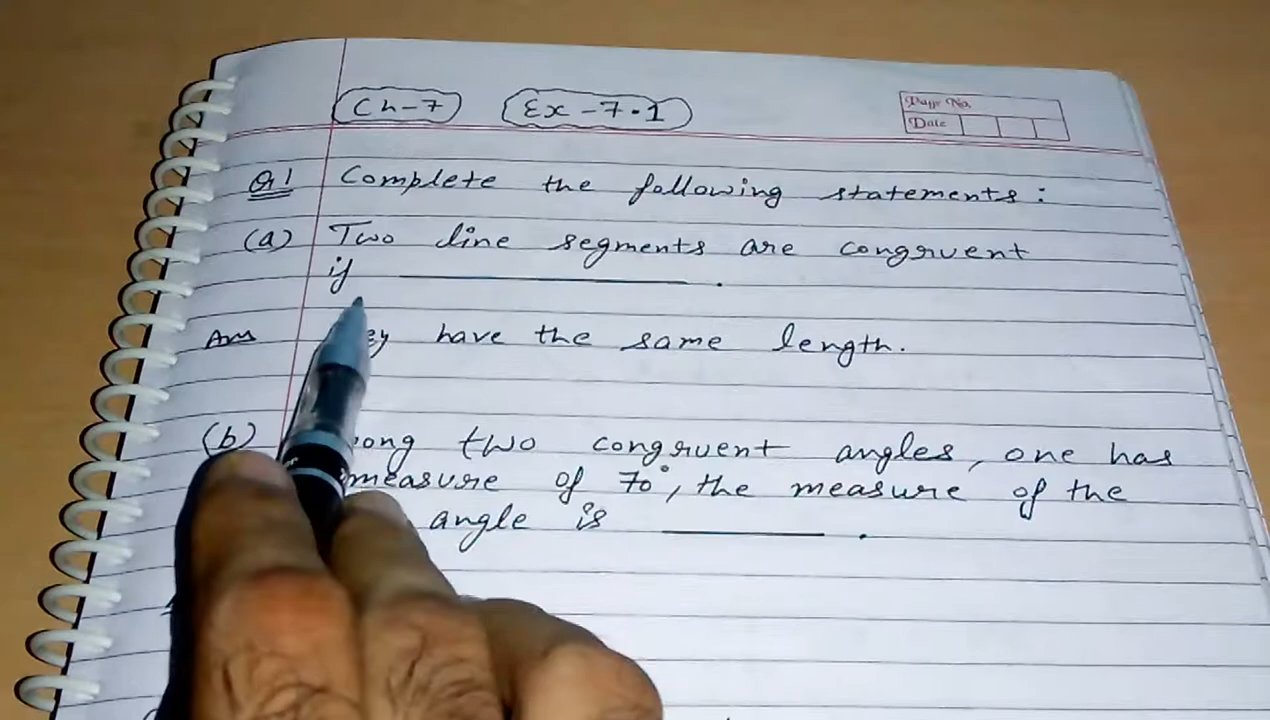 Ch-7 Ex-7.1
Page No.
Date
Q1 Complete the following statements:
(a) Two line segments are congruent
if ______.
Ans have the same length.
(b) two congruent angles, one has
measure of 70°, the measure of the
angle is ______.